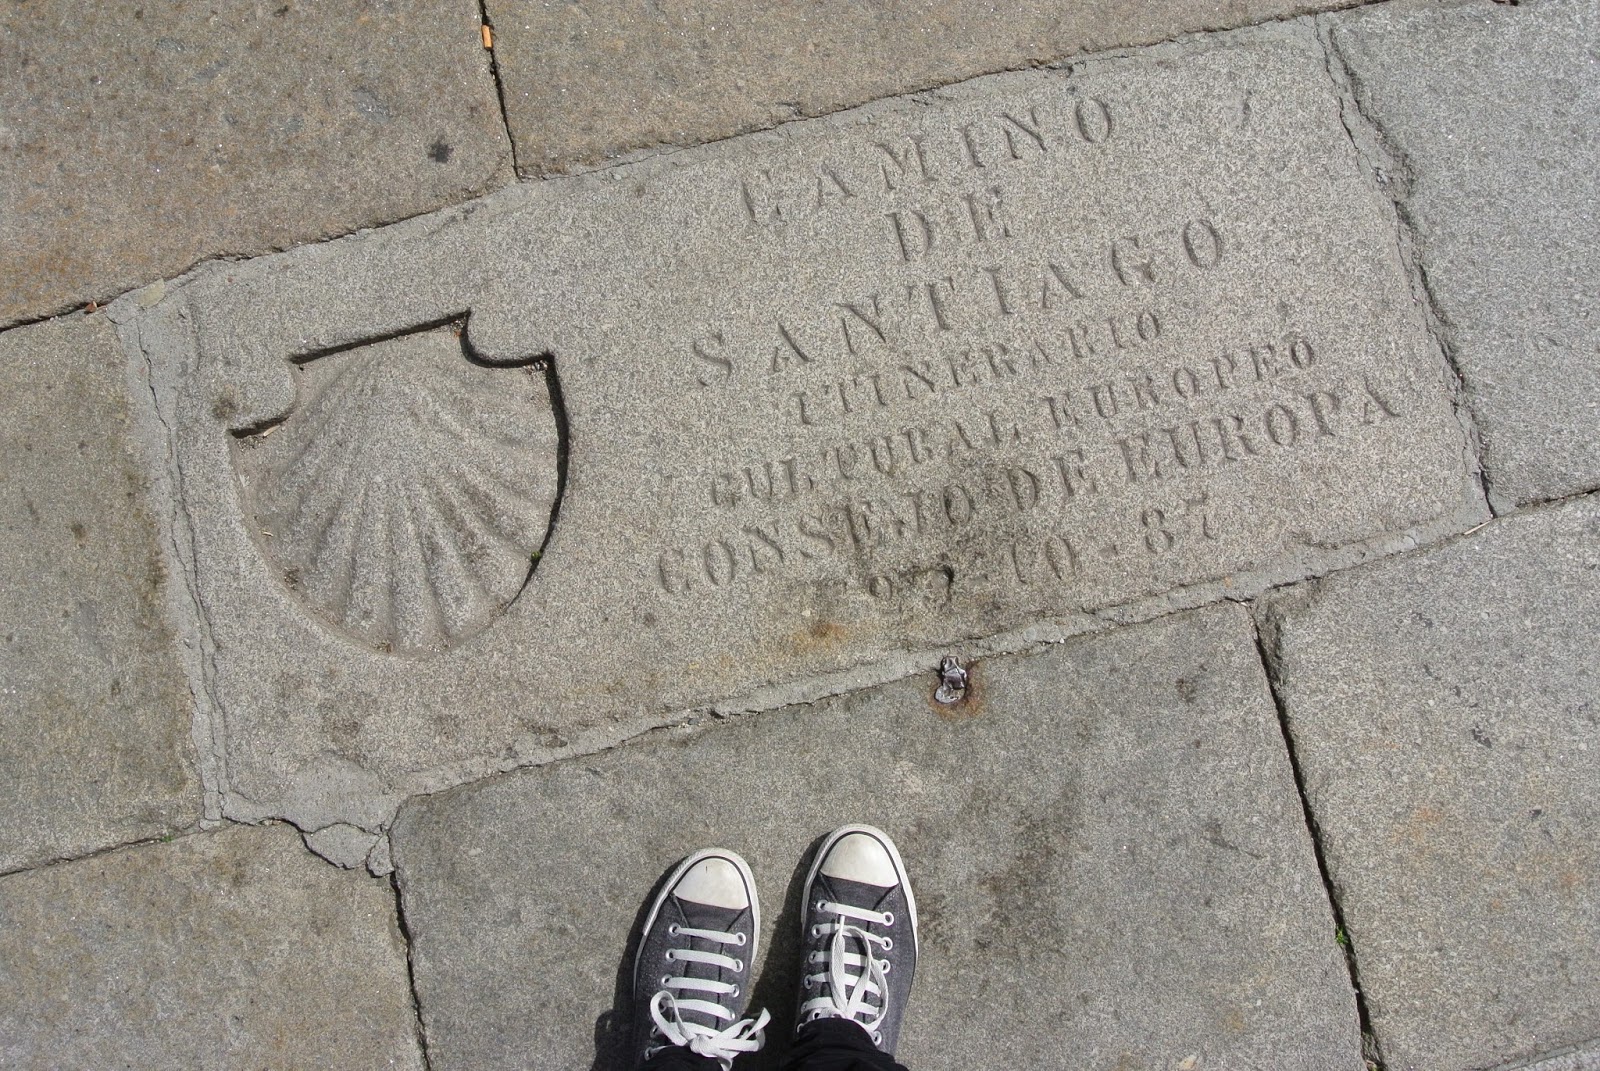 CAMINO
DE
SANTIAGO
ITINERARIO
CULTURAL EUROPEO
CONSEJO DE EUROPA
23-10-87